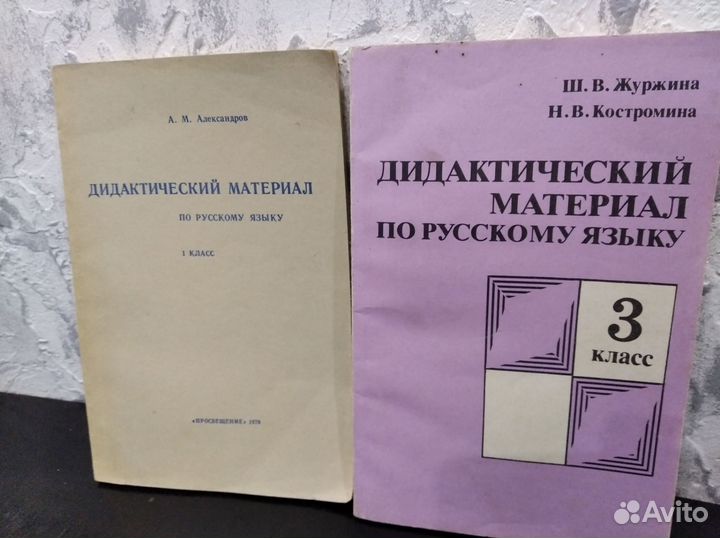 А. М. Александров
ДИДАКТИЧЕСКИЙ МАТЕРИАЛ
ПО РУССКОМУ ЯЗЫКУ
1 КЛАСС
«ПРОСВЕЩЕНИЕ» 1979
Ш. В. Журжина
Н. В. Костромина
ДИДАКТИЧЕСКИЙ
МАТЕРИАЛ
ПО РУССКОМУ ЯЗЫКУ
3
класс
Avito